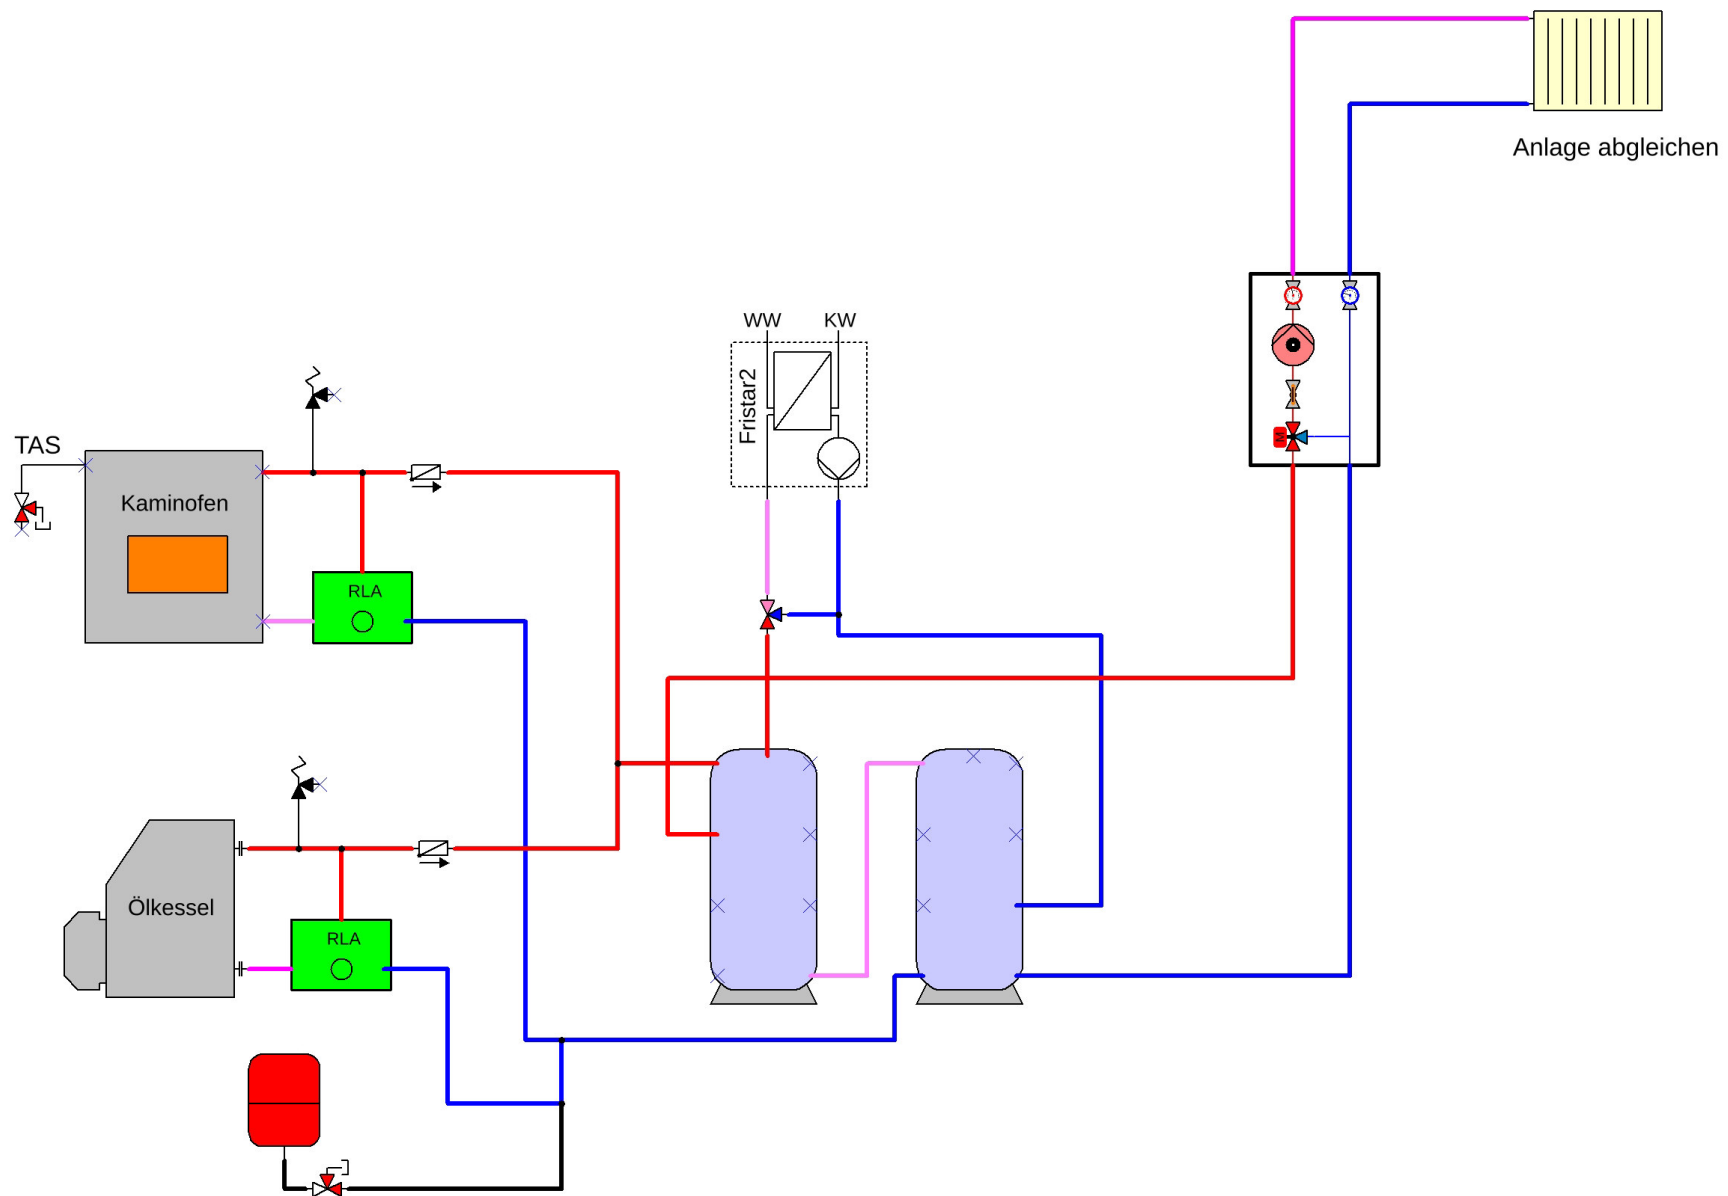 Anlage abgleichen
WW KW
Fristar2
TAS
Kaminofen
RLA
Ölkessel
RLA
M